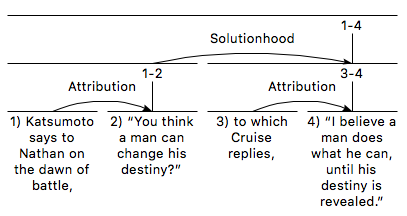 1-4
Solutionhood
1-2
3-4
Attribution
Attribution
1) Katsumoto
says to
Nathan on
the dawn of
battle,
2) “You think
a man can
change his
destiny?”
3) to which
Cruise
replies,
4) “I believe a
man does
what he can,
until his
destiny is
revealed.”